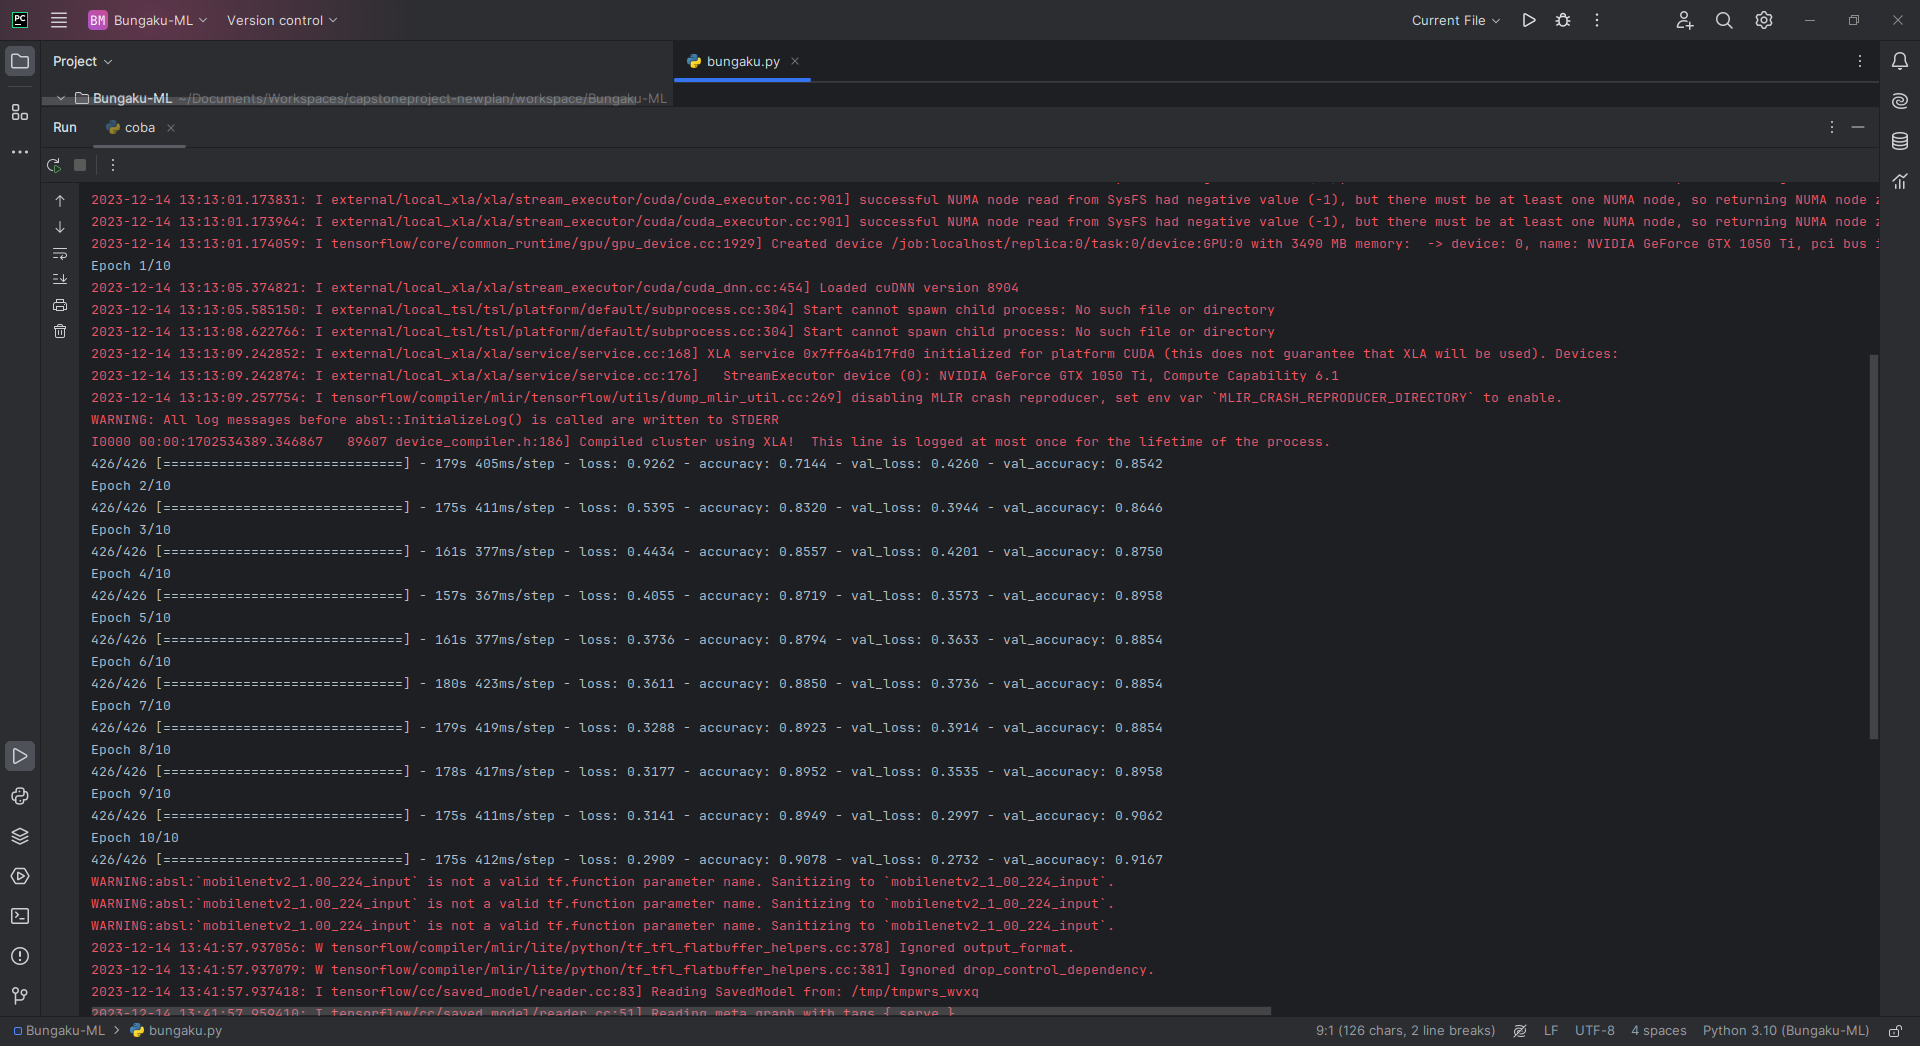 PC BM Bungaku-ML Version control Current File
Project bungaku.py
Bungaku-ML ~/Documents/Workspaces/capstoneproject-newplan/workspace/Bungaku-ML
Run coba
2023-12-14 13:13:01.173831: I external/local_xla/xla/stream_executor/cuda/cuda_executor.cc:901] successful NUMA node read from SysFS had negative value (-1), but there must be at least one NUMA node, so returning NUMA node z
2023-12-14 13:13:01.173964: I external/local_xla/xla/stream_executor/cuda/cuda_executor.cc:901] successful NUMA node read from SysFS had negative value (-1), but there must be at least one NUMA node, so returning NUMA node z
2023-12-14 13:13:01.174059: I tensorflow/core/common_runtime/gpu/gpu_device.cc:1929] Created device /job:localhost/replica:0/task:0/device:GPU:0 with 3490 MB memory:  -> device: 0, name: NVIDIA GeForce GTX 1050 Ti, pci bus i
Epoch 1/10
2023-12-14 13:13:05.374821: I external/local_xla/xla/stream_executor/cuda/cuda_dnn.cc:454] Loaded cuDNN version 8904
2023-12-14 13:13:05.585150: I external/local_tsl/tsl/platform/default/subprocess.cc:304] Start cannot spawn child process: No such file or directory
2023-12-14 13:13:08.622766: I external/local_tsl/tsl/platform/default/subprocess.cc:304] Start cannot spawn child process: No such file or directory
2023-12-14 13:13:09.242852: I external/local_xla/xla/service/service.cc:168] XLA service 0x7ff6a4b17fd0 initialized for platform CUDA (this does not guarantee that XLA will be used). Devices:
2023-12-14 13:13:09.242874: I external/local_xla/xla/service/service.cc:176]   StreamExecutor device (0): NVIDIA GeForce GTX 1050 Ti, Compute Capability 6.1
2023-12-14 13:13:09.257754: I tensorflow/compiler/mlir/tensorflow/utils/dump_mlir_util.cc:269] disabling MLIR crash reproducer, set env var `MLIR_CRASH_REPRODUCER_DIRECTORY` to enable.
WARNING: All log messages before absl::InitializeLog() is called are written to STDERR
I0000 00:00:1702534389.346867   89607 device_compiler.h:186] Compiled cluster using XLA!  This line is logged at most once for the lifetime of the process.
426/426 [==============================] - 179s 405ms/step - loss: 0.9262 - accuracy: 0.7144 - val_loss: 0.4260 - val_accuracy: 0.8542
Epoch 2/10
426/426 [==============================] - 175s 411ms/step - loss: 0.5395 - accuracy: 0.8320 - val_loss: 0.3944 - val_accuracy: 0.8646
Epoch 3/10
426/426 [==============================] - 161s 377ms/step - loss: 0.4434 - accuracy: 0.8557 - val_loss: 0.4201 - val_accuracy: 0.8750
Epoch 4/10
426/426 [==============================] - 157s 367ms/step - loss: 0.4055 - accuracy: 0.8719 - val_loss: 0.3573 - val_accuracy: 0.8958
Epoch 5/10
426/426 [==============================] - 161s 377ms/step - loss: 0.3736 - accuracy: 0.8794 - val_loss: 0.3633 - val_accuracy: 0.8854
Epoch 6/10
426/426 [==============================] - 180s 423ms/step - loss: 0.3611 - accuracy: 0.8850 - val_loss: 0.3736 - val_accuracy: 0.8854
Epoch 7/10
426/426 [==============================] - 179s 419ms/step - loss: 0.3288 - accuracy: 0.8923 - val_loss: 0.3914 - val_accuracy: 0.8854
Epoch 8/10
426/426 [==============================] - 178s 417ms/step - loss: 0.3177 - accuracy: 0.8952 - val_loss: 0.3535 - val_accuracy: 0.8958
Epoch 9/10
426/426 [==============================] - 175s 411ms/step - loss: 0.3141 - accuracy: 0.8949 - val_loss: 0.2997 - val_accuracy: 0.9062
Epoch 10/10
426/426 [==============================] - 175s 412ms/step - loss: 0.2909 - accuracy: 0.9078 - val_loss: 0.2732 - val_accuracy: 0.9167
WARNING:absl:`mobilenetv2_1.00_224_input` is not a valid tf.function parameter name. Sanitizing to `mobilenetv2_1_00_224_input`.
WARNING:absl:`mobilenetv2_1.00_224_input` is not a valid tf.function parameter name. Sanitizing to `mobilenetv2_1_00_224_input`.
WARNING:absl:`mobilenetv2_1.00_224_input` is not a valid tf.function parameter name. Sanitizing to `mobilenetv2_1_00_224_input`.
2023-12-14 13:41:57.937056: W tensorflow/compiler/mlir/lite/python/tf_tfl_flatbuffer_helpers.cc:378] Ignored output_format.
2023-12-14 13:41:57.937079: W tensorflow/compiler/mlir/lite/python/tf_tfl_flatbuffer_helpers.cc:381] Ignored drop_control_dependency.
2023-12-14 13:41:57.937418: I tensorflow/cc/saved_model/reader.cc:83] Reading SavedModel from: /tmp/tmpwrs_wvxq
2023-12-14 13:41:57.959410: I tensorflow/cc/saved_model/reader.cc:51] Reading meta graph with tags { serve }
Bungaku-ML > bungaku.py 9:1 (126 chars, 2 line breaks) LF UTF-8 4 spaces Python 3.10 (Bungaku-ML)